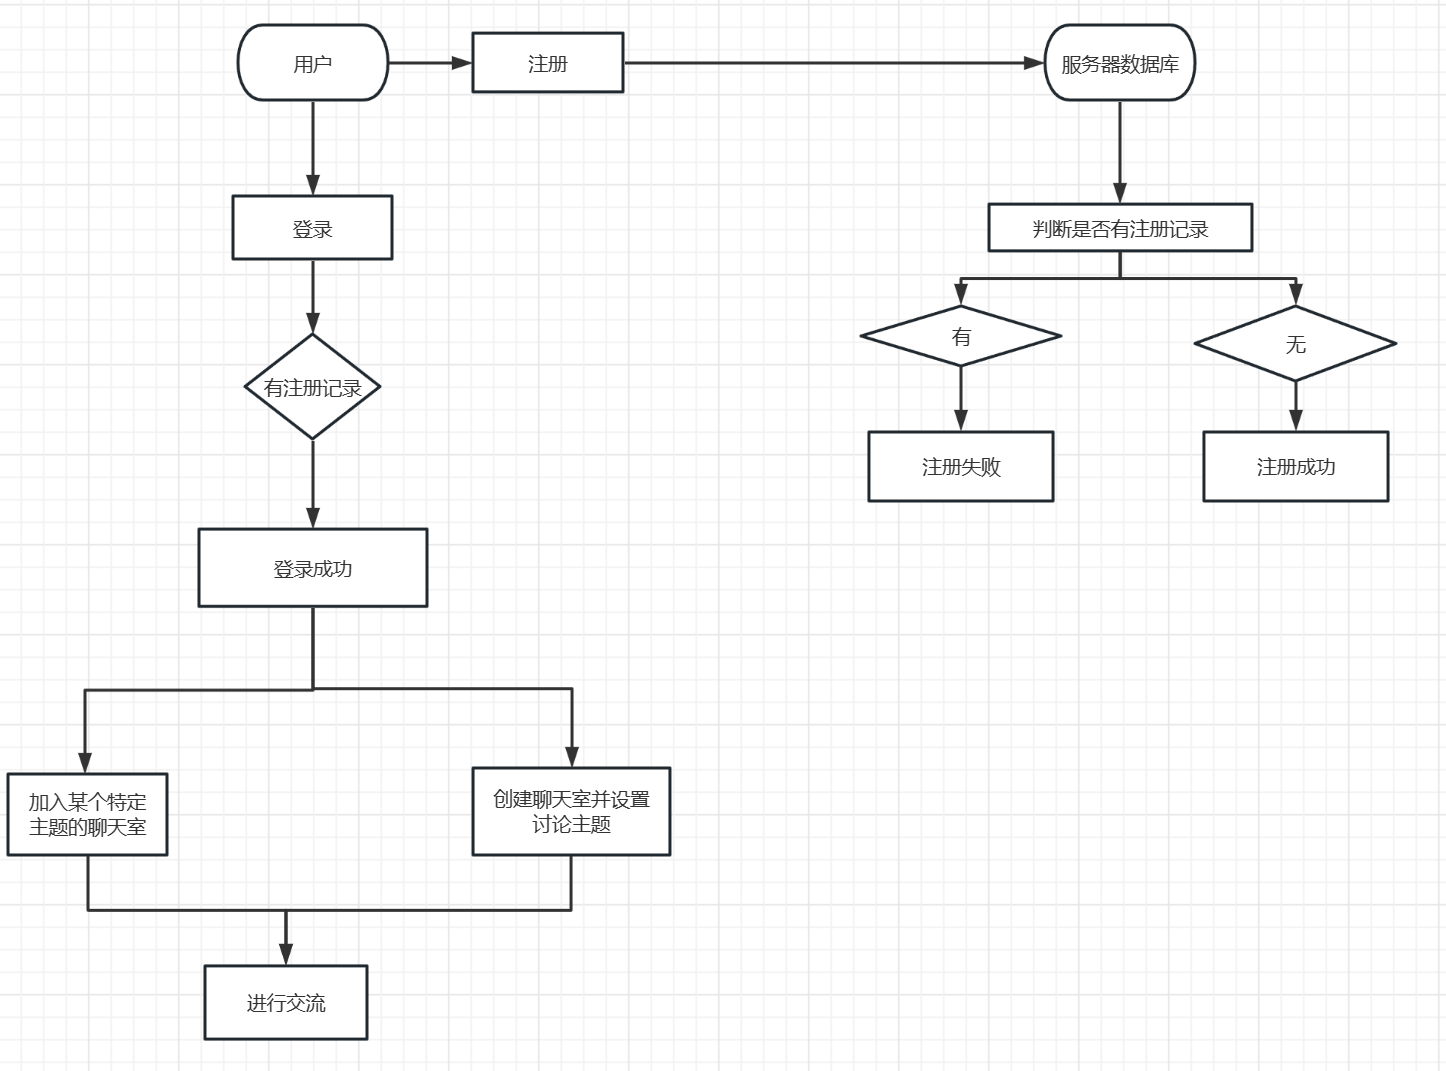 用户
注册
服务器数据库
登录
判断是否有注册记录
有
无
有注册记录
注册失败
注册成功
登录成功
加入某个特定
主题的聊天室
创建聊天室并设置
讨论主题
进行交流